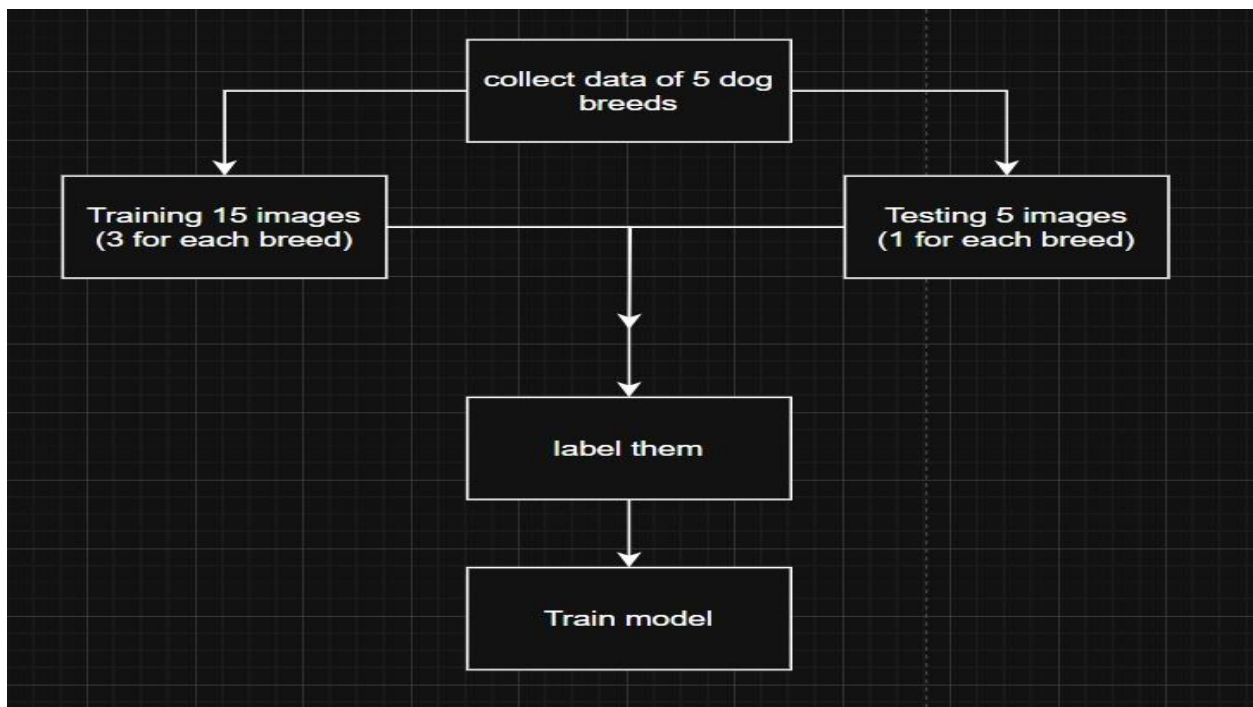 collect data of 5 dog
breeds
Training 15 images
(3 for each breed)
Testing 5 images
(1 for each breed)
label them
Train model